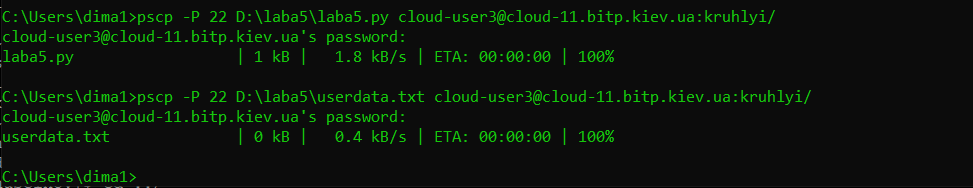 C:\Users\dima1>pscp -P 22 D:\laba5\laba5.py cloud-user3@cloud-11.bitp.kiev.ua:kruhlyi/
cloud-user3@cloud-11.bitp.kiev.ua's password:
laba5.py                  | 1 kB |   1.8 kB/s | ETA: 00:00:00 | 100%
C:\Users\dima1>pscp -P 22 D:\laba5\userdata.txt cloud-user3@cloud-11.bitp.kiev.ua:kruhlyi/
cloud-user3@cloud-11.bitp.kiev.ua's password:
userdata.txt              | 0 kB |   0.4 kB/s | ETA: 00:00:00 | 100%
C:\Users\dima1>